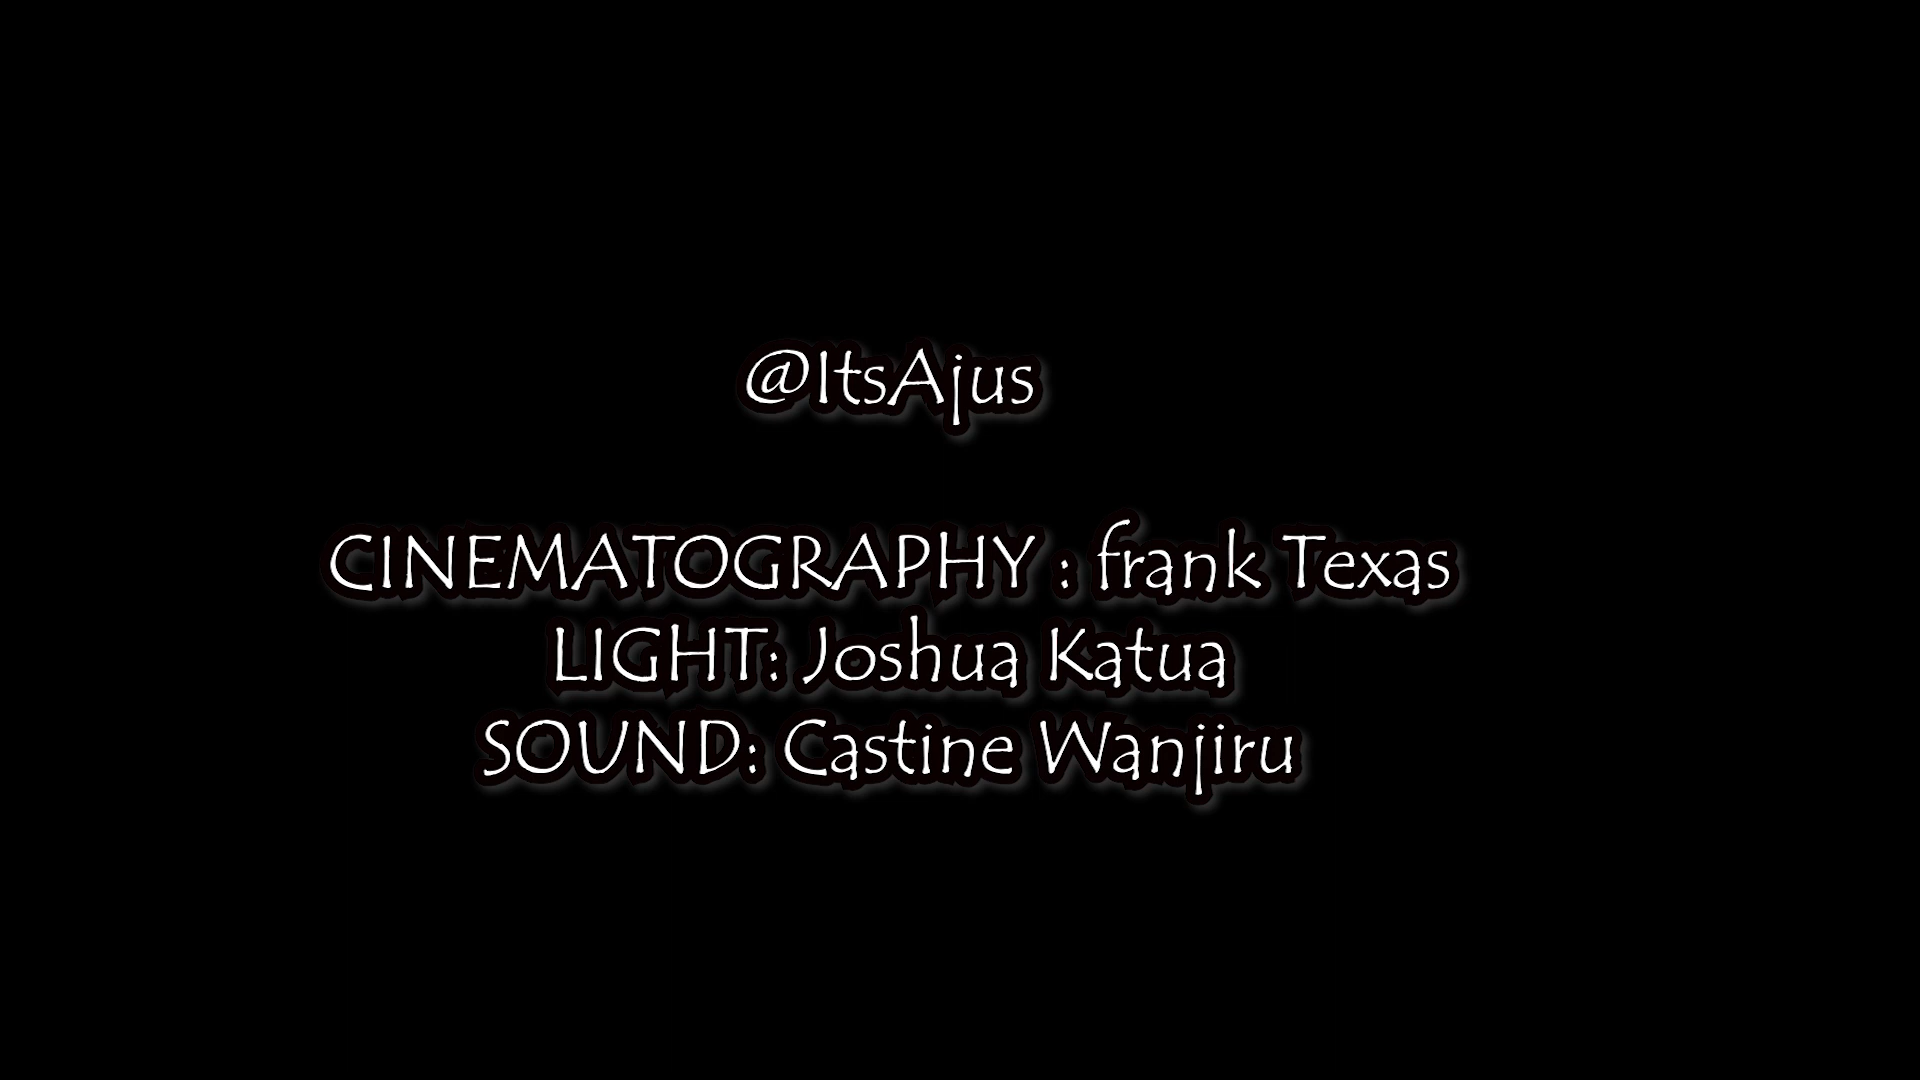 @ItsAjus
CINEMATOGRAPHY : frank Texas
LIGHT: Joshua Katua
SOUND: Castine Wanjiru